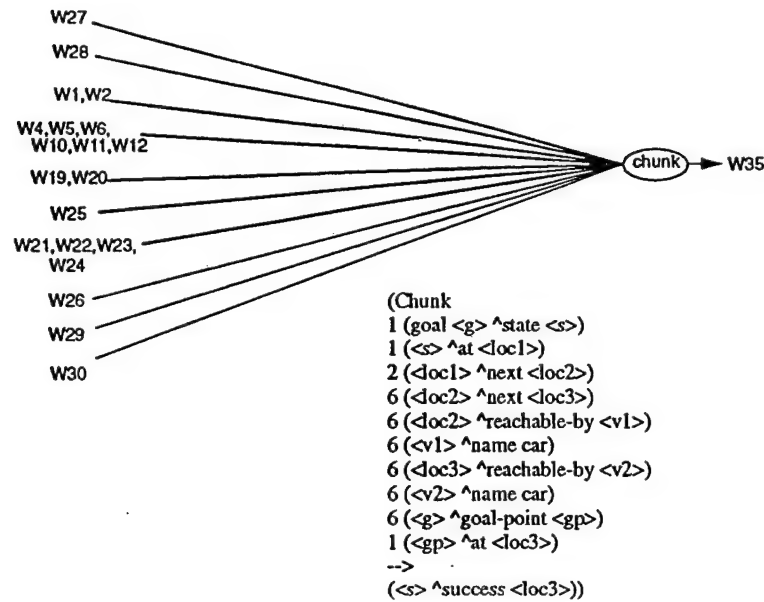 W27
W28
W1,W2
W4,W5,W6,
W10,W11,W12
W19,W20
W25
W21,W22,W23,
W24
W26
W29
W30
chunk
W35
(Chunk
1 (goal <g> ^state <s>)
1 (<s> ^at <loc1>)
2 (<loc1> ^next <loc2>)
6 (<loc2> ^next <loc3>)
6 (<loc2> ^reachable-by <v1>)
6 (<v1> ^name car)
6 (<loc3> ^reachable-by <v2>)
6 (<v2> ^name car)
6 (<g> ^goal-point <gp>)
1 (<gp> ^at <loc3>)
-->
(<s> ^success <loc3>))